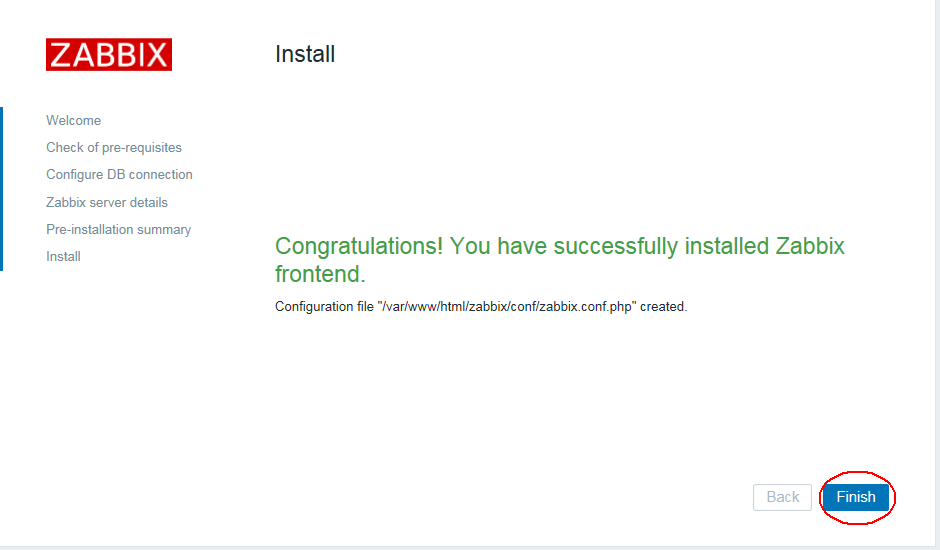 ZABBIX
Install
Welcome
Check of pre-requisites
Configure DB connection
Zabbix server details
Pre-installation summary
Install
Congratulations! You have successfully installed Zabbix
frontend.
Configuration file "/var/www/html/zabbix/conf/zabbix.conf.php" created.
Back
Finish